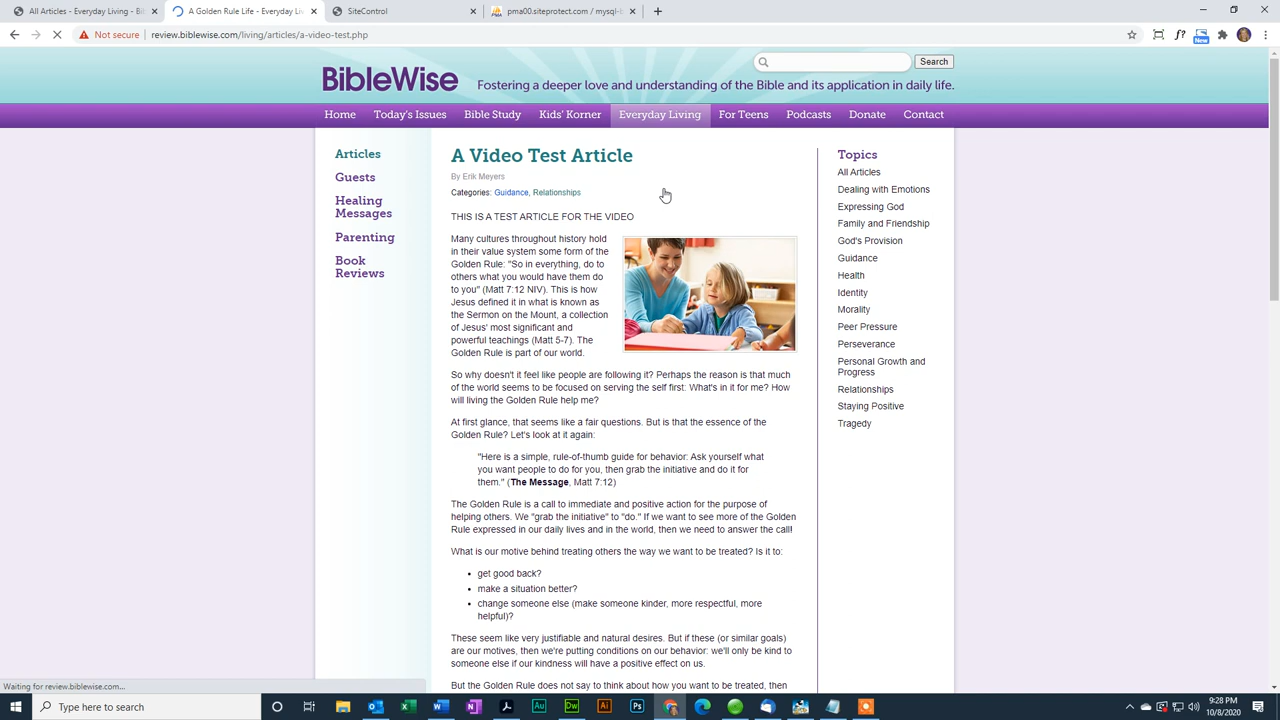 All Articles - Everyday Living - Bib
A Golden Rule Life - Everyday Livi
SiteControl
pma00.siteprotect.com / mysql-b
Not secure
review.biblewise.com/living/articles/a-video-test.php
New
Search
BibleWise
Fostering a deeper love and understanding of the Bible and its application in daily life.
Home
Today's Issues
Bible Study
Kids' Korner
Everyday Living
For Teens
Podcasts
Donate
Contact
Articles
Guests
Healing
Messages
Parenting
Book
Reviews
A Video Test Article
By Erik Meyers
Categories: Guidance, Relationships
THIS IS A TEST ARTICLE FOR THE VIDEO
Many cultures throughout history hold
in their value system some form of the
Golden Rule: "So in everything, do to
others what you would have them do
to you" (Matt 7:12 NIV). This is how
Jesus defined it in what is known as
the Sermon on the Mount, a collection
of Jesus' most significant and
powerful teachings (Matt 5-7). The
Golden Rule is part of our world.
So why doesn't it feel like people are following it? Perhaps the reason is that much
of the world seems to be focused on serving the self first: What's in it for me? How
will living the Golden Rule help me?
At first glance, that seems like a fair questions. But is that the essence of the
Golden Rule? Let's look at it again:
"Here is a simple, rule-of-thumb guide for behavior: Ask yourself what
you want people to do for you, then grab the initiative and do it for
them." (The Message, Matt 7:12)
The Golden Rule is a call to immediate and positive action for the purpose of
helping others. We "grab the initiative" to "do." If we want to see more of the Golden
Rule expressed in our daily lives and in the world, then we need to answer the call!
What is our motive behind treating others the way we want to be treated? Is it to:
• get good back?
• make a situation better?
• change someone else (make someone kinder, more respectful, more
helpful)?
These seem like very justifiable and natural desires. But if these (or similar goals)
are our motives, then we're putting conditions on our behavior: we'll only be kind to
someone else if our kindness will have a positive effect on us.
But the Golden Rule does not say to think about how you want to be treated, then
Topics
All Articles
Dealing with Emotions
Expressing God
Family and Friendship
God's Provision
Guidance
Health
Identity
Morality
Peer Pressure
Perseverance
Personal Growth and
Progress
Relationships
Staying Positive
Tragedy
Waiting for review.biblewise.com...
Type here to search
9:28 PM
10/8/2020